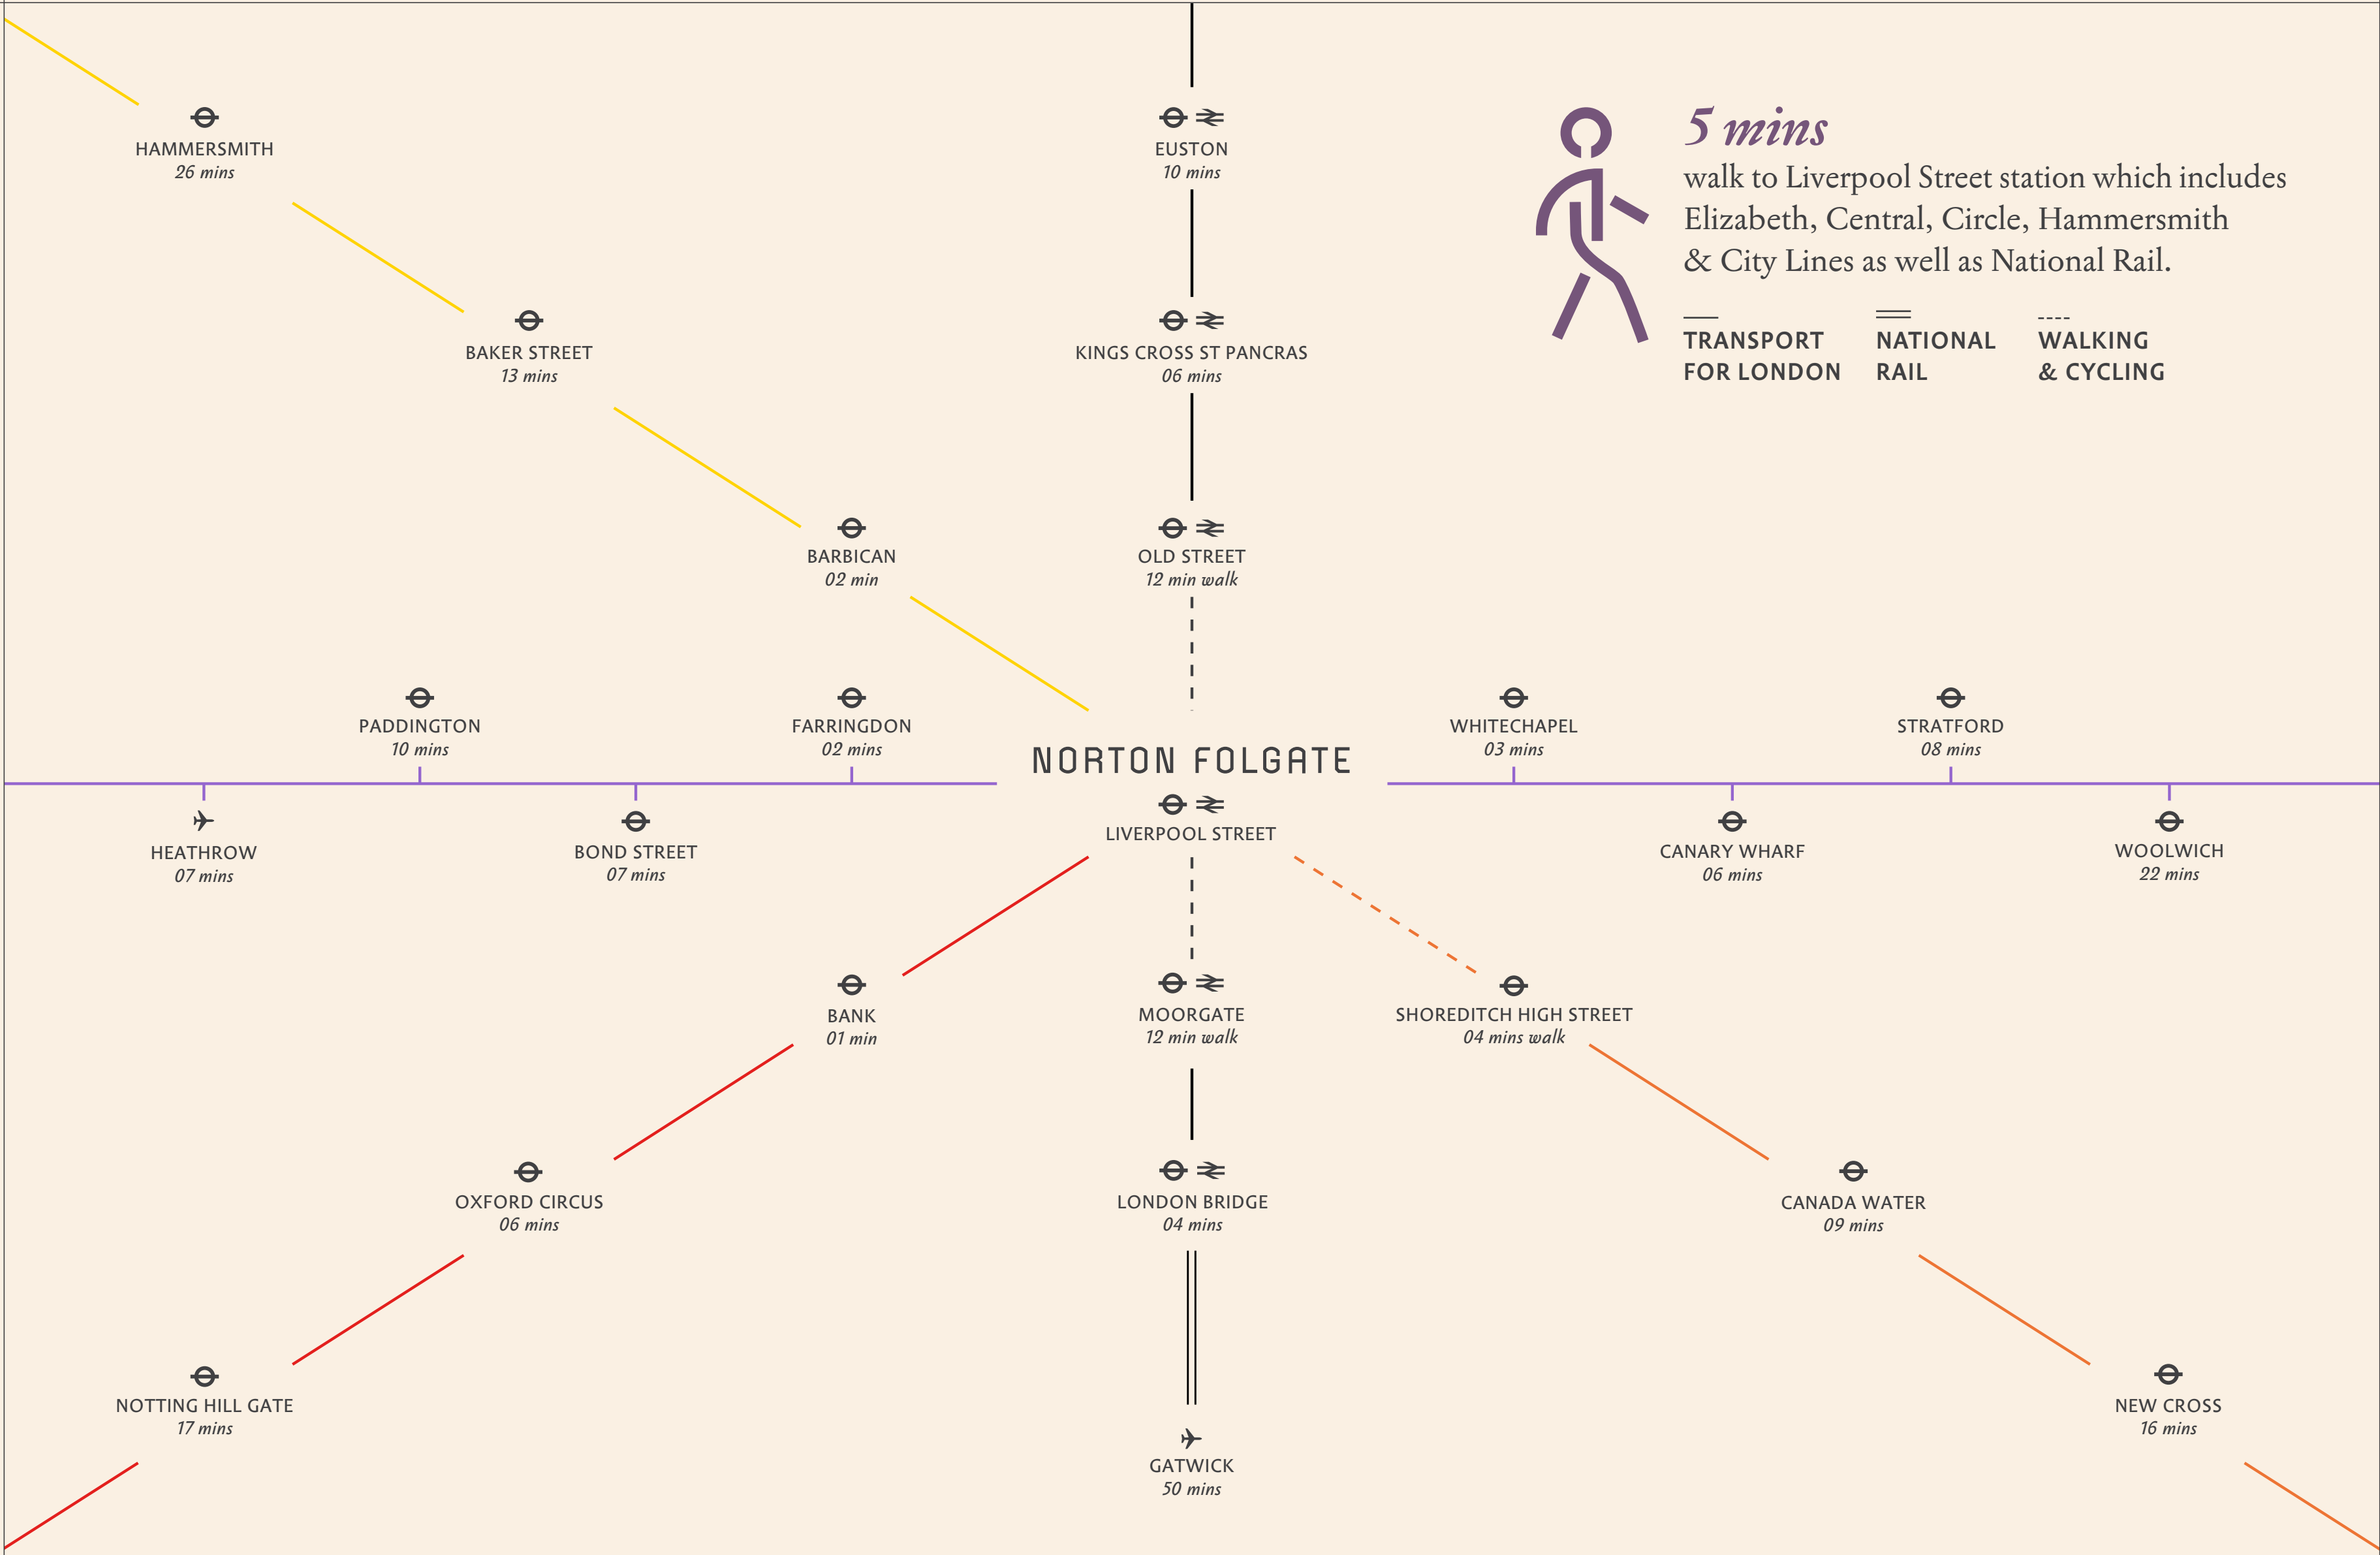 HAMMERSMITH
26 mins
EUSTON
10 mins
5 mins
walk to Liverpool Street station which includes
Elizabeth, Central, Circle, Hammersmith
& City Lines as well as National Rail.
TRANSPORT
FOR LONDON
NATIONAL
RAIL
WALKING
& CYCLING
BAKER STREET
13 mins
KINGS CROSS ST PANCRAS
06 mins
BARBICAN
02 min
OLD STREET
12 min walk
PADDINGTON
10 mins
FARRINGDON
02 mins
NORTON FOLGATE
LIVERPOOL STREET
WHITECHAPEL
03 mins
STRATFORD
08 mins
HEATHROW
07 mins
BOND STREET
07 mins
CANARY WHARF
06 mins
WOOLWICH
22 mins
BANK
01 min
MOORGATE
12 min walk
SHOREDITCH HIGH STREET
04 mins walk
OXFORD CIRCUS
06 mins
LONDON BRIDGE
04 mins
CANADA WATER
09 mins
NOTTING HILL GATE
17 mins
GATWICK
50 mins
NEW CROSS
16 mins